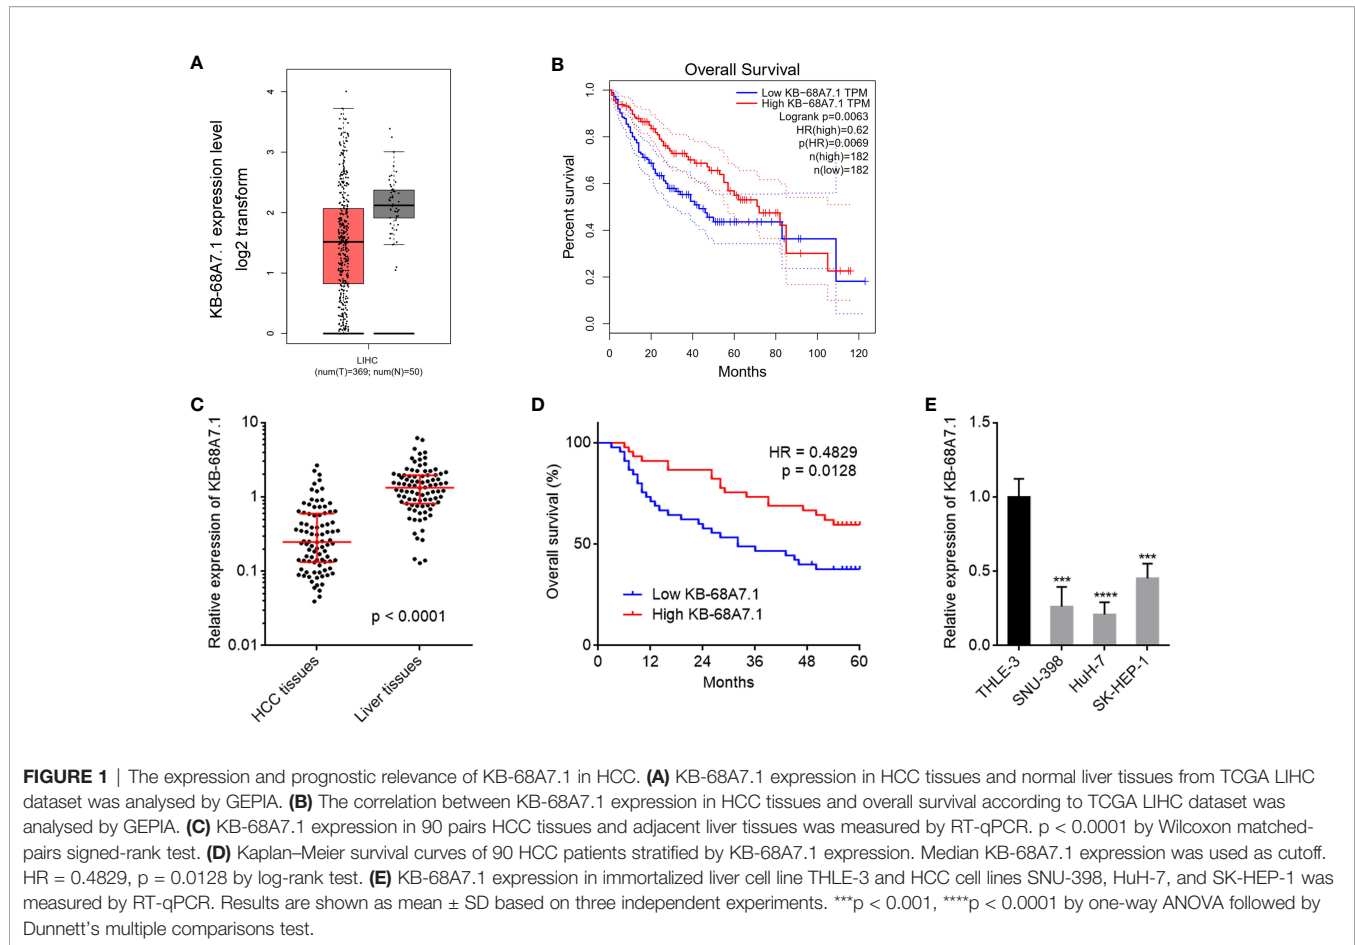 A
KB-68A7.1 expression level
log2 transform
4
3
2
1
0
LIHC
(num(T)=369; num(N)=50)
B
Overall Survival
Low KB−68A7.1 TPM
High KB−68A7.1 TPM
Logrank p=0.0063
HR(high)=0.62
p(HR)=0.0069
n(high)=182
n(low)=182
Percent survival
1.0
0.8
0.6
0.4
0.2
0.0
0 20 40 60 80 100 120
Months
C
Relative expression of KB-68A7.1
10
1
0.1
0.01
p < 0.0001
HCC tissues
Liver tissues
D
Overall survival (%)
100
50
0
HR = 0.4829
p = 0.0128
Low KB-68A7.1
High KB-68A7.1
0 12 24 36 48 60
Months
E
Relative expression of KB-68A7.1
1.5
1.0
0.5
0.0
***
****
***
THLE-3
SNU-398
HuH-7
SK-HEP-1
FIGURE 1 | The expression and prognostic relevance of KB-68A7.1 in HCC. (A) KB-68A7.1 expression in HCC tissues and normal liver tissues from TCGA LIHC
dataset was analysed by GEPIA. (B) The correlation between KB-68A7.1 expression in HCC tissues and overall survival according to TCGA LIHC dataset was
analysed by GEPIA. (C) KB-68A7.1 expression in 90 pairs HCC tissues and adjacent liver tissues was measured by RT-qPCR. p < 0.0001 by Wilcoxon matched-
pairs signed-rank test. (D) Kaplan–Meier survival curves of 90 HCC patients stratified by KB-68A7.1 expression. Median KB-68A7.1 expression was used as cutoff.
HR = 0.4829, p = 0.0128 by log-rank test. (E) KB-68A7.1 expression in immortalized liver cell line THLE-3 and HCC cell lines SNU-398, HuH-7, and SK-HEP-1 was
measured by RT-qPCR. Results are shown as mean ± SD based on three independent experiments. ***p < 0.001, ****p < 0.0001 by one-way ANOVA followed by
Dunnett's multiple comparisons test.